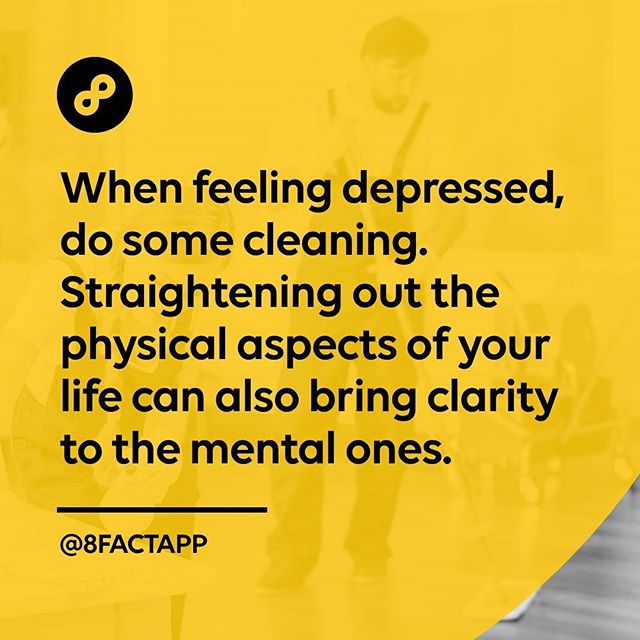 When feeling depressed,
do some cleaning.
Straightening out the
physical aspects of your
life can also bring clarity
to the mental ones.
@8FACTAPP